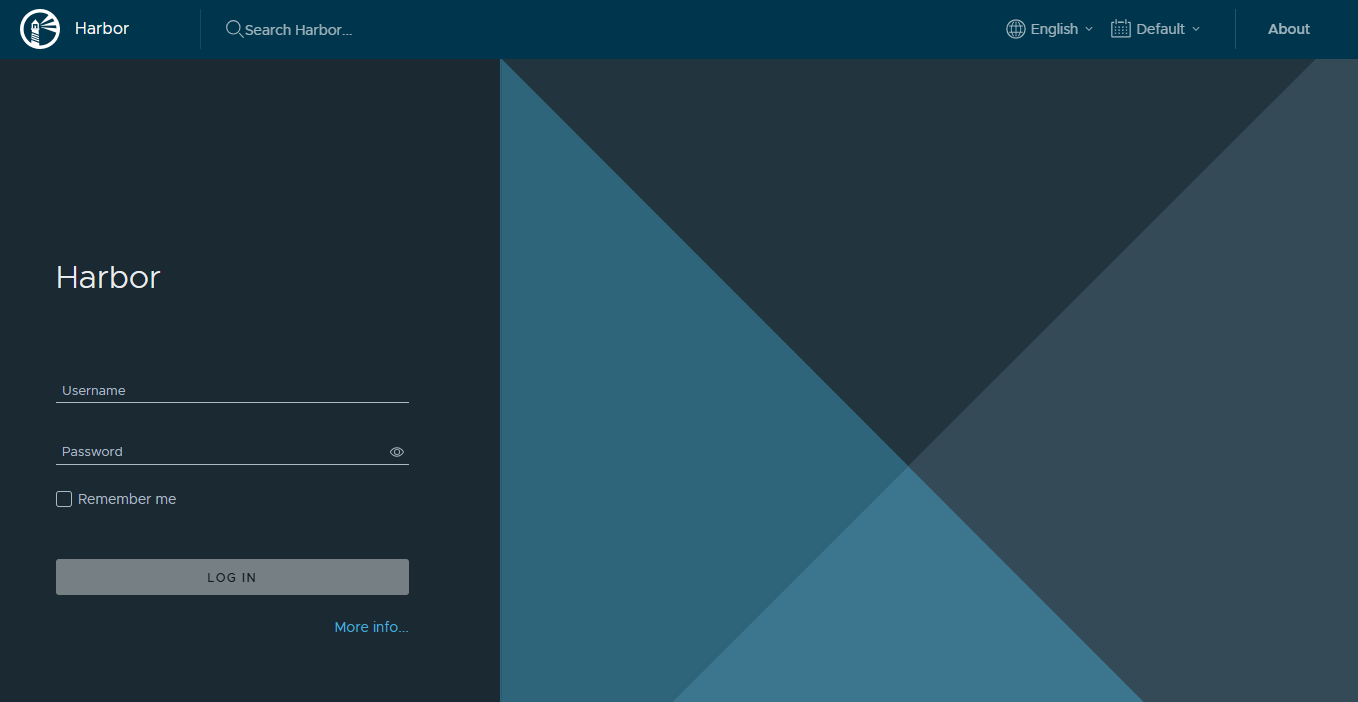 Harbor
Search Harbor...
English
Default
About
Harbor
Username
Password
Remember me
LOG IN
More info...